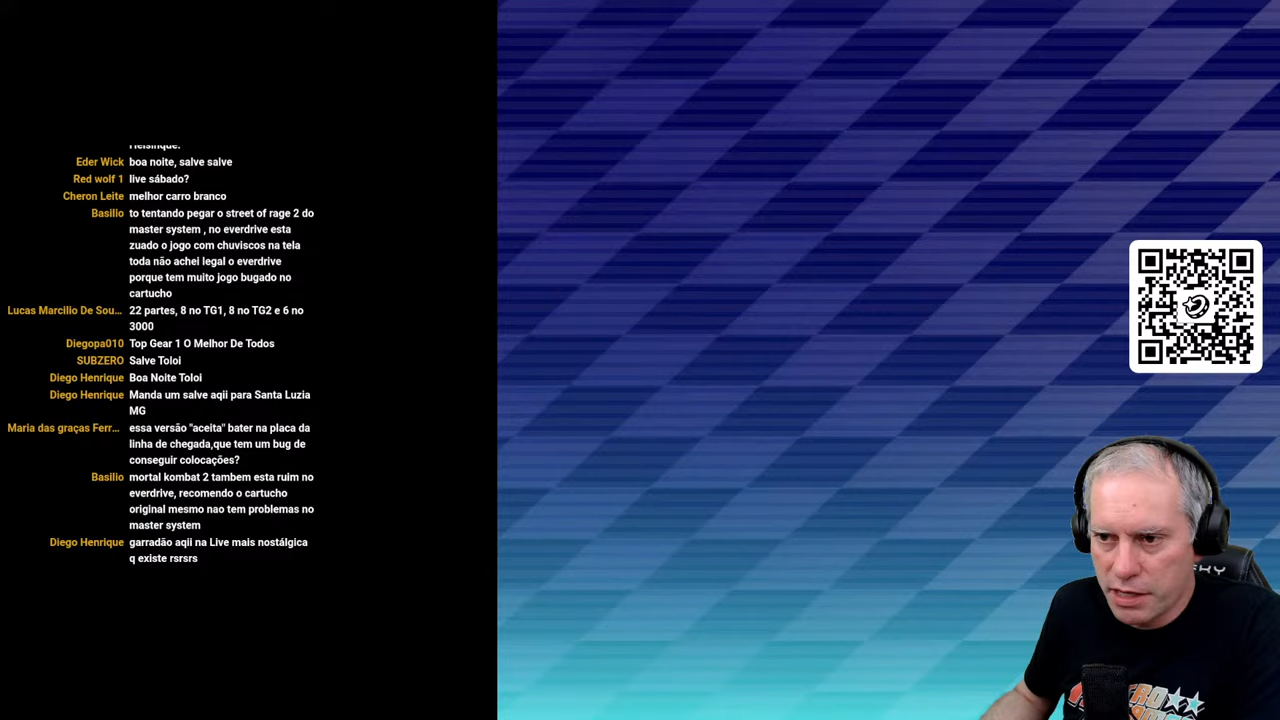 Helsinque.
Eder Wick boa noite, salve salve
Red wolf 1 live sábado?
Cheron Leite melhor carro branco
Basilio to tentando pegar o street of rage 2 do
master system , no everdrive esta
zuado o jogo com chuviscos na tela
toda não achei legal o everdrive
porque tem muito jogo bugado no
cartucho
Lucas Marcilio De Sou... 22 partes, 8 no TG1, 8 no TG2 e 6 no
3000
Diegopa010 Top Gear 1 O Melhor De Todos
SUBZERO Salve Toloi
Diego Henrique Boa Noite Toloi
Diego Henrique Manda um salve aqii para Santa Luzia
MG
Maria das graças Ferr... essa versão "aceita" bater na placa da
linha de chegada,que tem um bug de
conseguir colocações?
Basilio mortal kombat 2 tambem esta ruim no
everdrive, recomendo o cartucho
original mesmo nao tem problemas no
master system
Diego Henrique garradão aqii na Live mais nostálgica
q existe rsrsrs